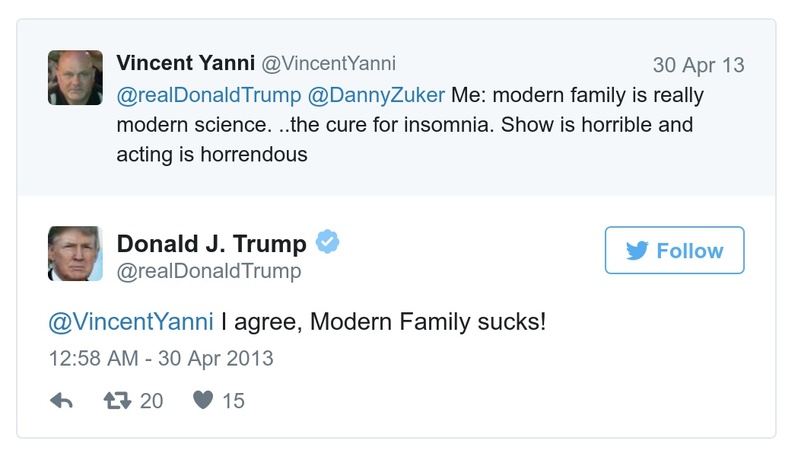 Vincent Yanni @VincentYanni 30 Apr 13
@realDonaldTrump @DannyZuker Me: modern family is really
modern science. ..the cure for insomnia. Show is horrible and
acting is horrendous
Donald J. Trump
@realDonaldTrump
Follow
@VincentYanni I agree, Modern Family sucks!
12:58 AM - 30 Apr 2013
20 15